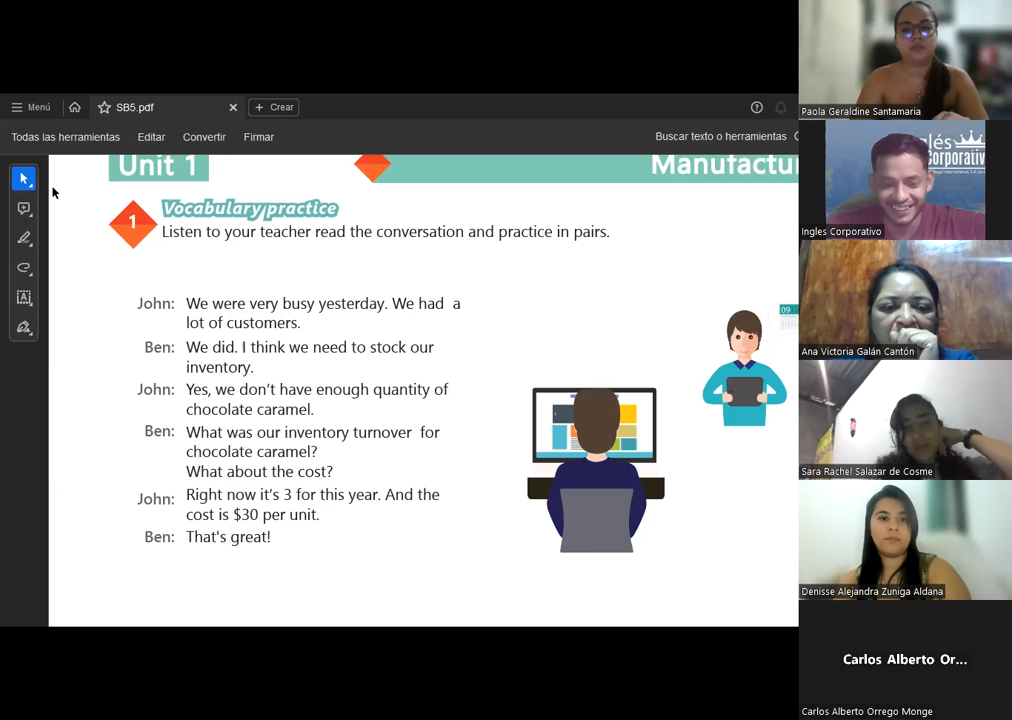 Menú
SB5.pdf
Crear
Todas las herramientas
Editar
Convertir
Firmar
Buscar texto o herramientas
Unit 1
Manufactu
Vocabulary practice
1
Listen to your teacher read the conversation and practice in pairs.
John: We were very busy yesterday. We had a
lot of customers.
Ben: We did. I think we need to stock our
inventory.
John: Yes, we don't have enough quantity of
chocolate caramel.
Ben: What was our inventory turnover for
chocolate caramel?
What about the cost?
John: Right now it's 3 for this year. And the
cost is $30 per unit.
Ben: That's great!
09
Paola Geraldine Santamaria
glés
corporativ
Ingles Corporativo
Ana Victoria Galán Cantón
Sara Rachel Salazar de Cosme
Denisse Alejandra Zuniga Aldana
Carlos Alberto Or...
Carlos Alberto Orrego Monge